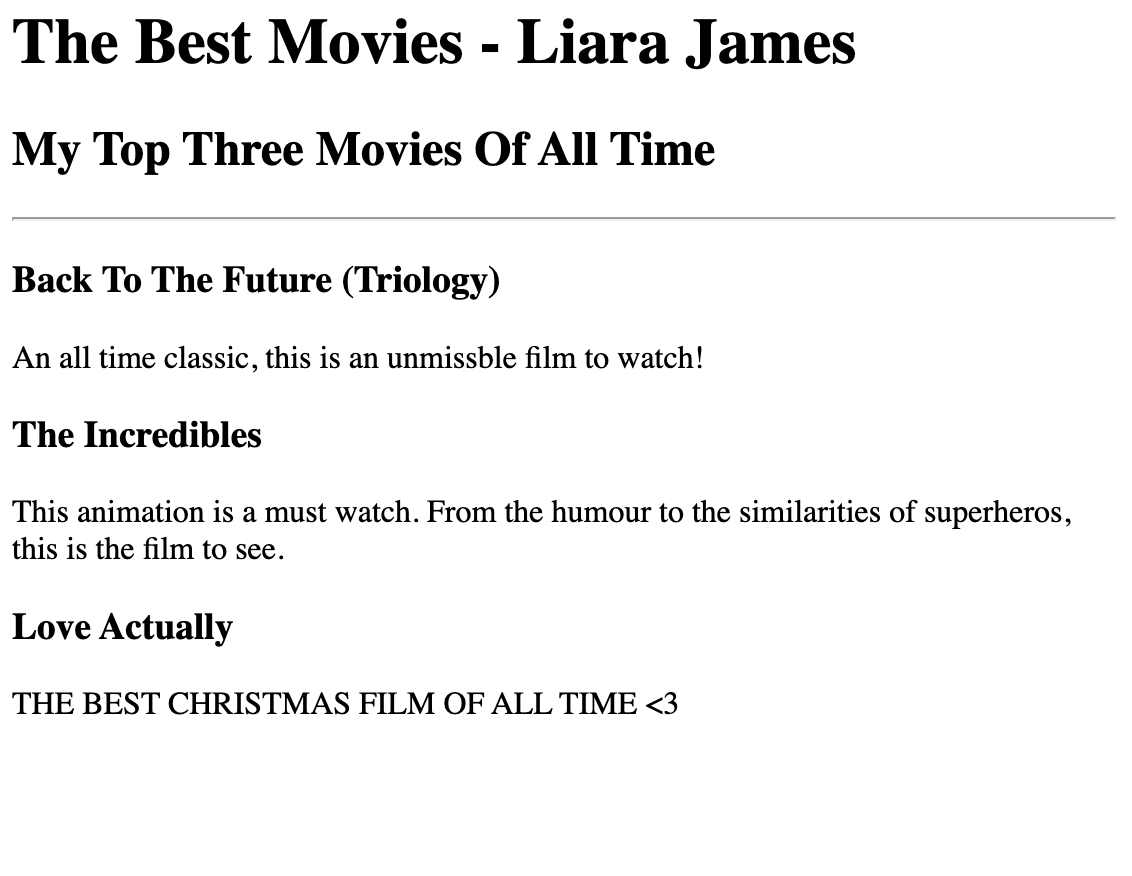 The Best Movies - Liara James
My Top Three Movies Of All Time
Back To The Future (Triology)
An all time classic, this is an unmissble film to watch!
The Incredibles
This animation is a must watch. From the humour to the similarities of superheros,
this is the film to see.
Love Actually
THE BEST CHRISTMAS FILM OF ALL TIME <3